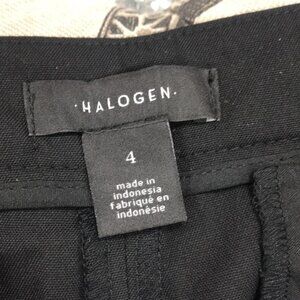 ·HALOGEN·
4
made in
indonesia
fabriqué en
indonésie